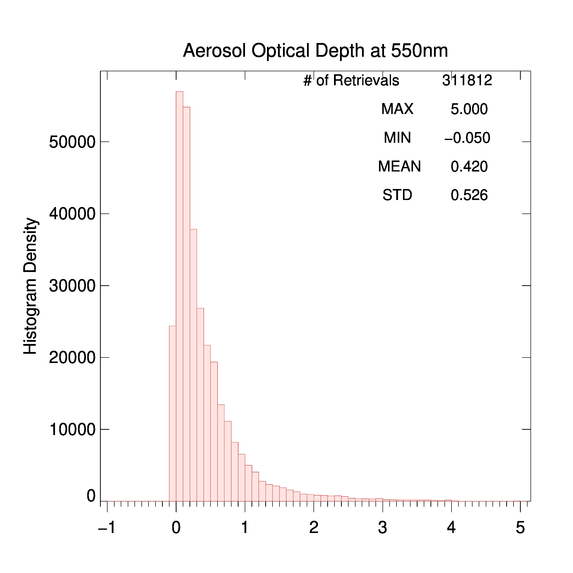 Aerosol Optical Depth at 550nm
# of Retrievals 311812
MAX 5.000
MIN −0.050
MEAN 0.420
STD 0.526
Histogram Density
50000
40000
30000
20000
10000
0
−1 0 1 2 3 4 5